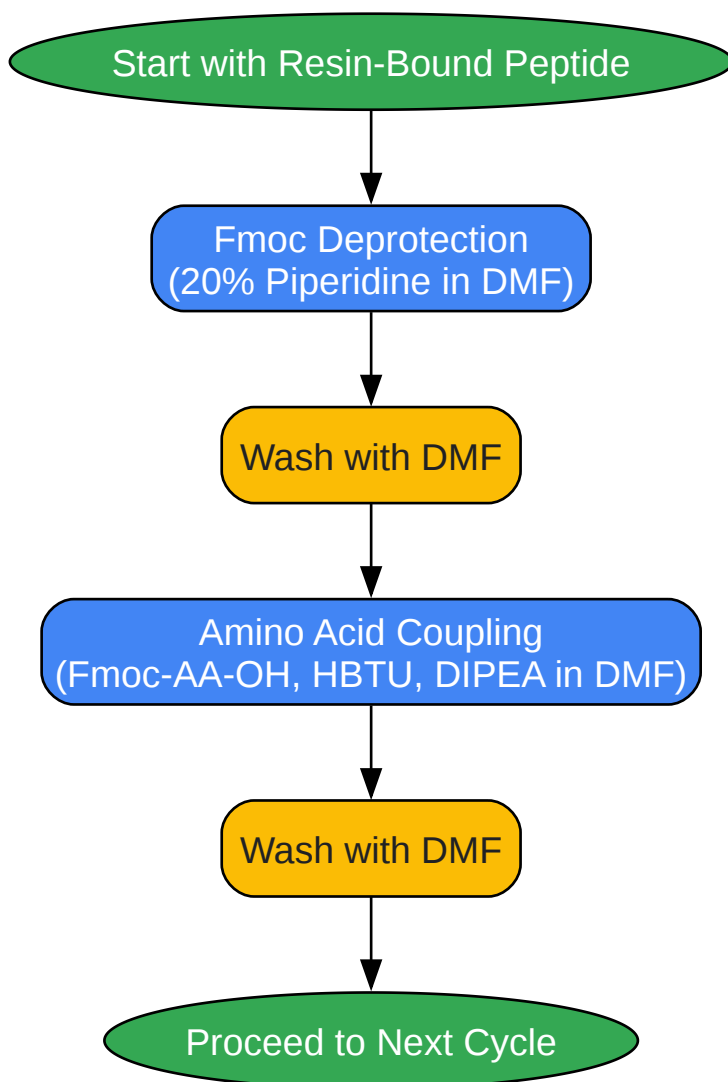 Start with Resin-Bound Peptide
Fmoc Deprotection
(20% Piperidine in DMF)
Wash with DMF
Amino Acid Coupling
(Fmoc-AA-OH, HBTU, DIPEA in DMF)
Wash with DMF
Proceed to Next Cycle